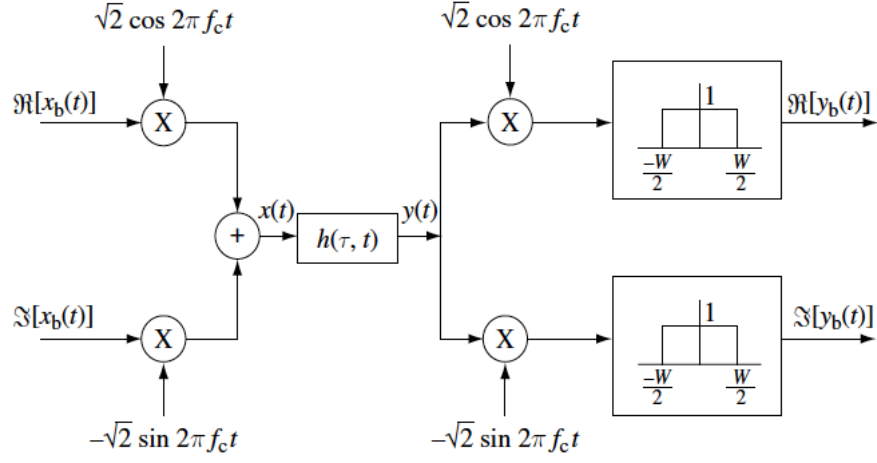 √2 cos 2π f_c t
√2 cos 2π f_c t
ℜ[x_b(t)]
X
X
1
ℜ[y_b(t)]
−W/2
W/2
x(t)
y(t)
+
h(τ, t)
ℑ[x_b(t)]
X
X
1
ℑ[y_b(t)]
−W/2
W/2
−√2 sin 2π f_c t
−√2 sin 2π f_c t